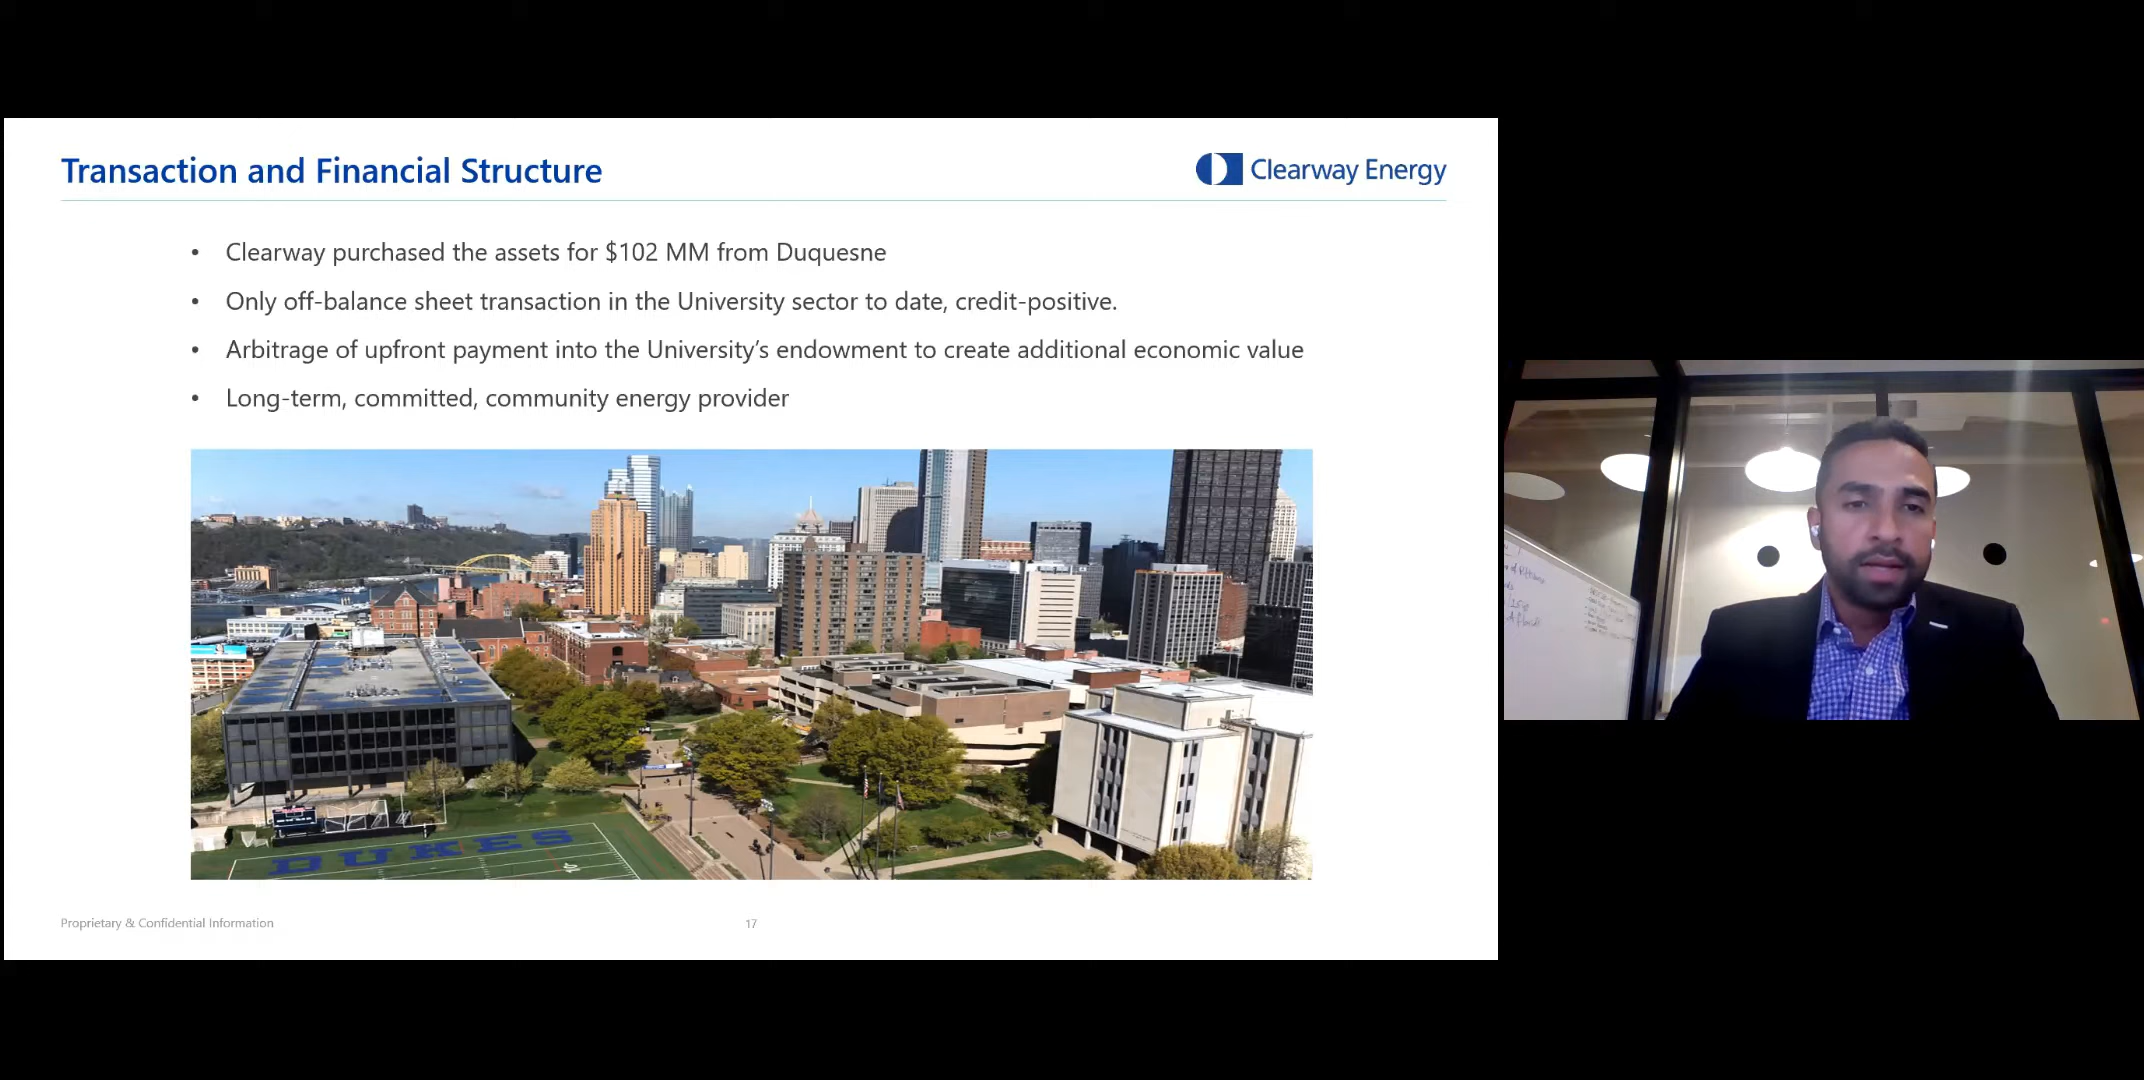 Transaction and Financial Structure
Clearway Energy
• Clearway purchased the assets for $102 MM from Duquesne
• Only off-balance sheet transaction in the University sector to date, credit-positive.
• Arbitrage of upfront payment into the University's endowment to create additional economic value
• Long-term, committed, community energy provider
DUKES
Proprietary & Confidential Information
17